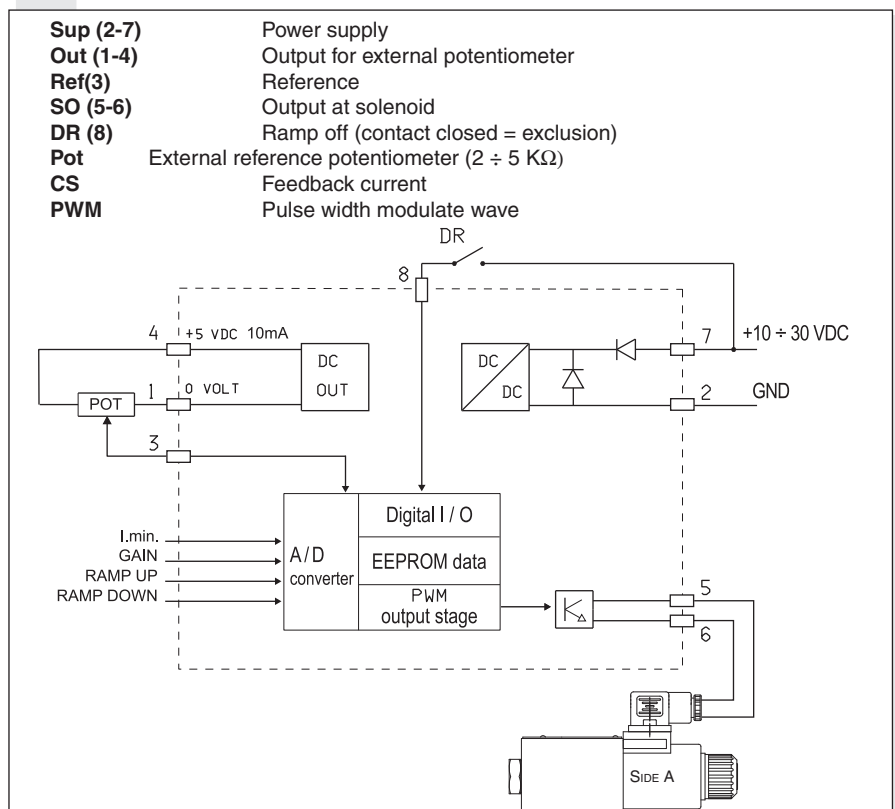 Sup (2-7) Power supply
Out (1-4) Output for external potentiometer
Ref(3) Reference
SO (5-6) Output at solenoid
DR (8) Ramp off (contact closed = exclusion)
Pot External reference potentiometer (2 ÷ 5 KΩ)
CS Feedback current
PWM Pulse width modulate wave
DR
8
4 +5 VDC 10mA
DC
OUT
1 0 VOLT
POT
3
DC
DC
7 +10 ÷ 30 VDC
2 GND
Digital I / O
I.min.
GAIN
RAMP UP
RAMP DOWN
A/D
converter
EEPROM data
PWM
output stage
5
6
SIDE A